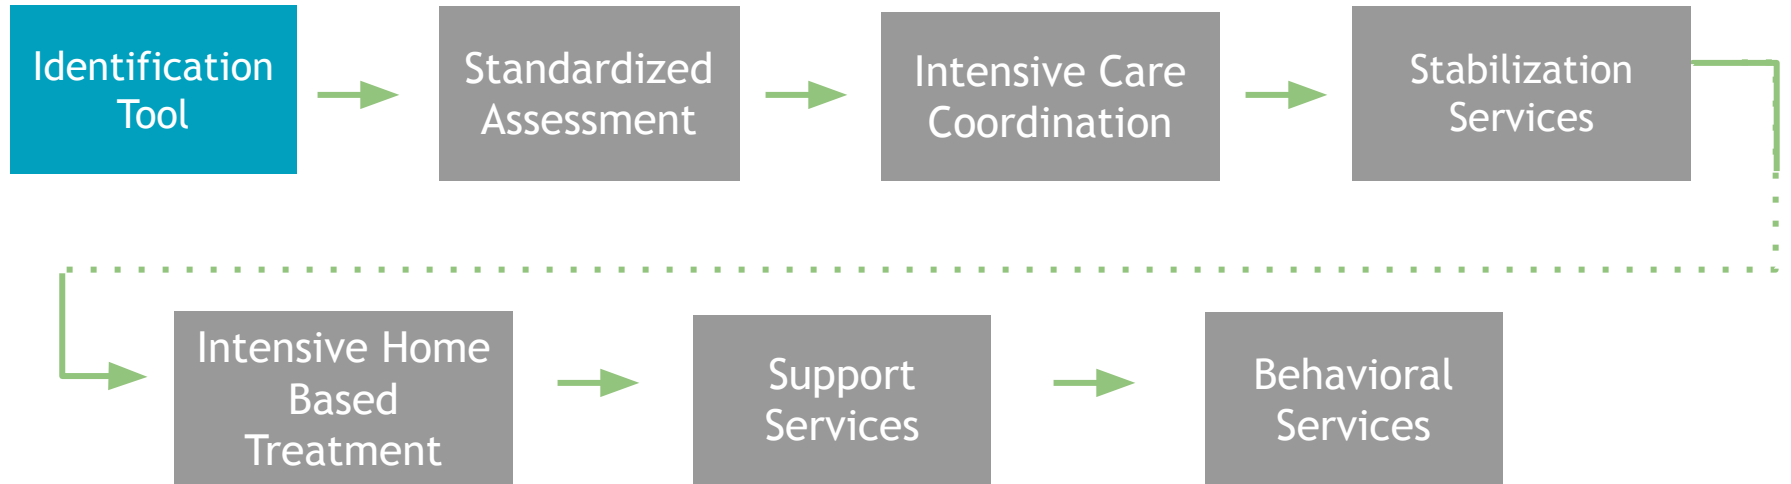 Identification
Tool
Standardized
Assessment
Intensive Care
Coordination
Stabilization
Services
Intensive Home
Based
Treatment
Support
Services
Behavioral
Services